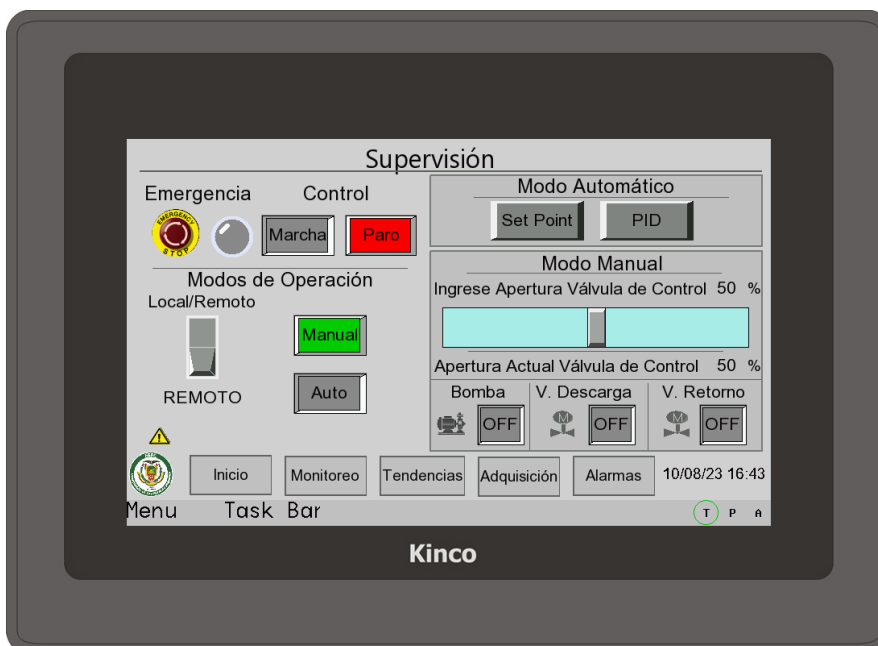 Supervisión
Emergencia
Control
EMERGENCY
STOP
Marcha
Paro
Modos de Operación
Local/Remoto
Manual
REMOTO
Auto
Modo Automático
Set Point
PID
Modo Manual
Ingrese Apertura Válvula de Control 50 %
Apertura Actual Válvula de Control 50 %
Bomba
V. Descarga
V. Retorno
OFF
M
OFF
M
OFF
Inicio
Monitoreo
Tendencias
Adquisición
Alarmas
10/08/23 16:43
Menu
Task Bar
T P A
Kinco